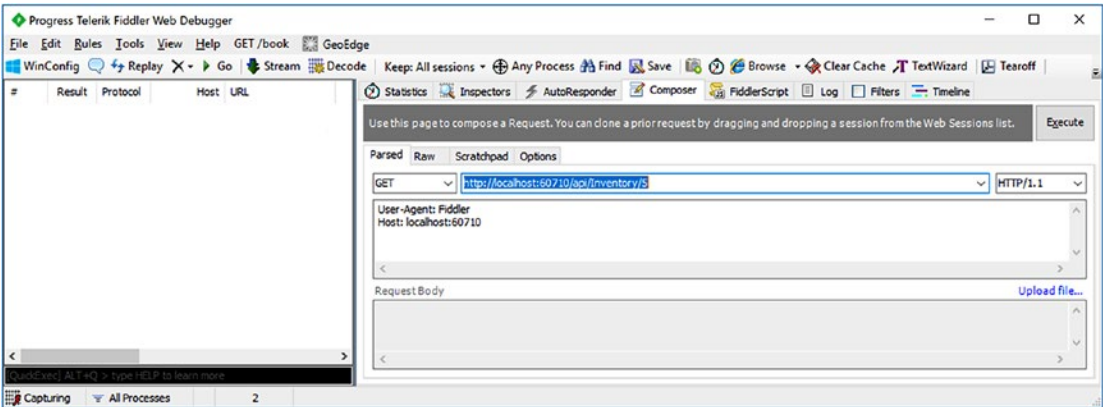 Progress Telerik Fiddler Web Debugger
File Edit Rules Tools View Help GET /book GeoEdge
WinConfig Replay X Go Stream Decode Keep: All sessions Any Process Find Save Browse Clear Cache TextWizard Tearoff
# Result Protocol Host URL
Statistics Inspectors AutoResponder Composer FiddlerScript Log Filters Timeline
Use this page to compose a Request. You can clone a prior request by dragging and dropping a session from the Web Sessions list.
Execute
Parsed Raw Scratchpad Options
GET http://localhost:60710/api/Inventory/5 HTTP/1.1
User-Agent: Fiddler
Host: localhost:60710
Request Body Upload file...
[QuickExec] ALT+Q > type HELP to learn more
Capturing All Processes 2